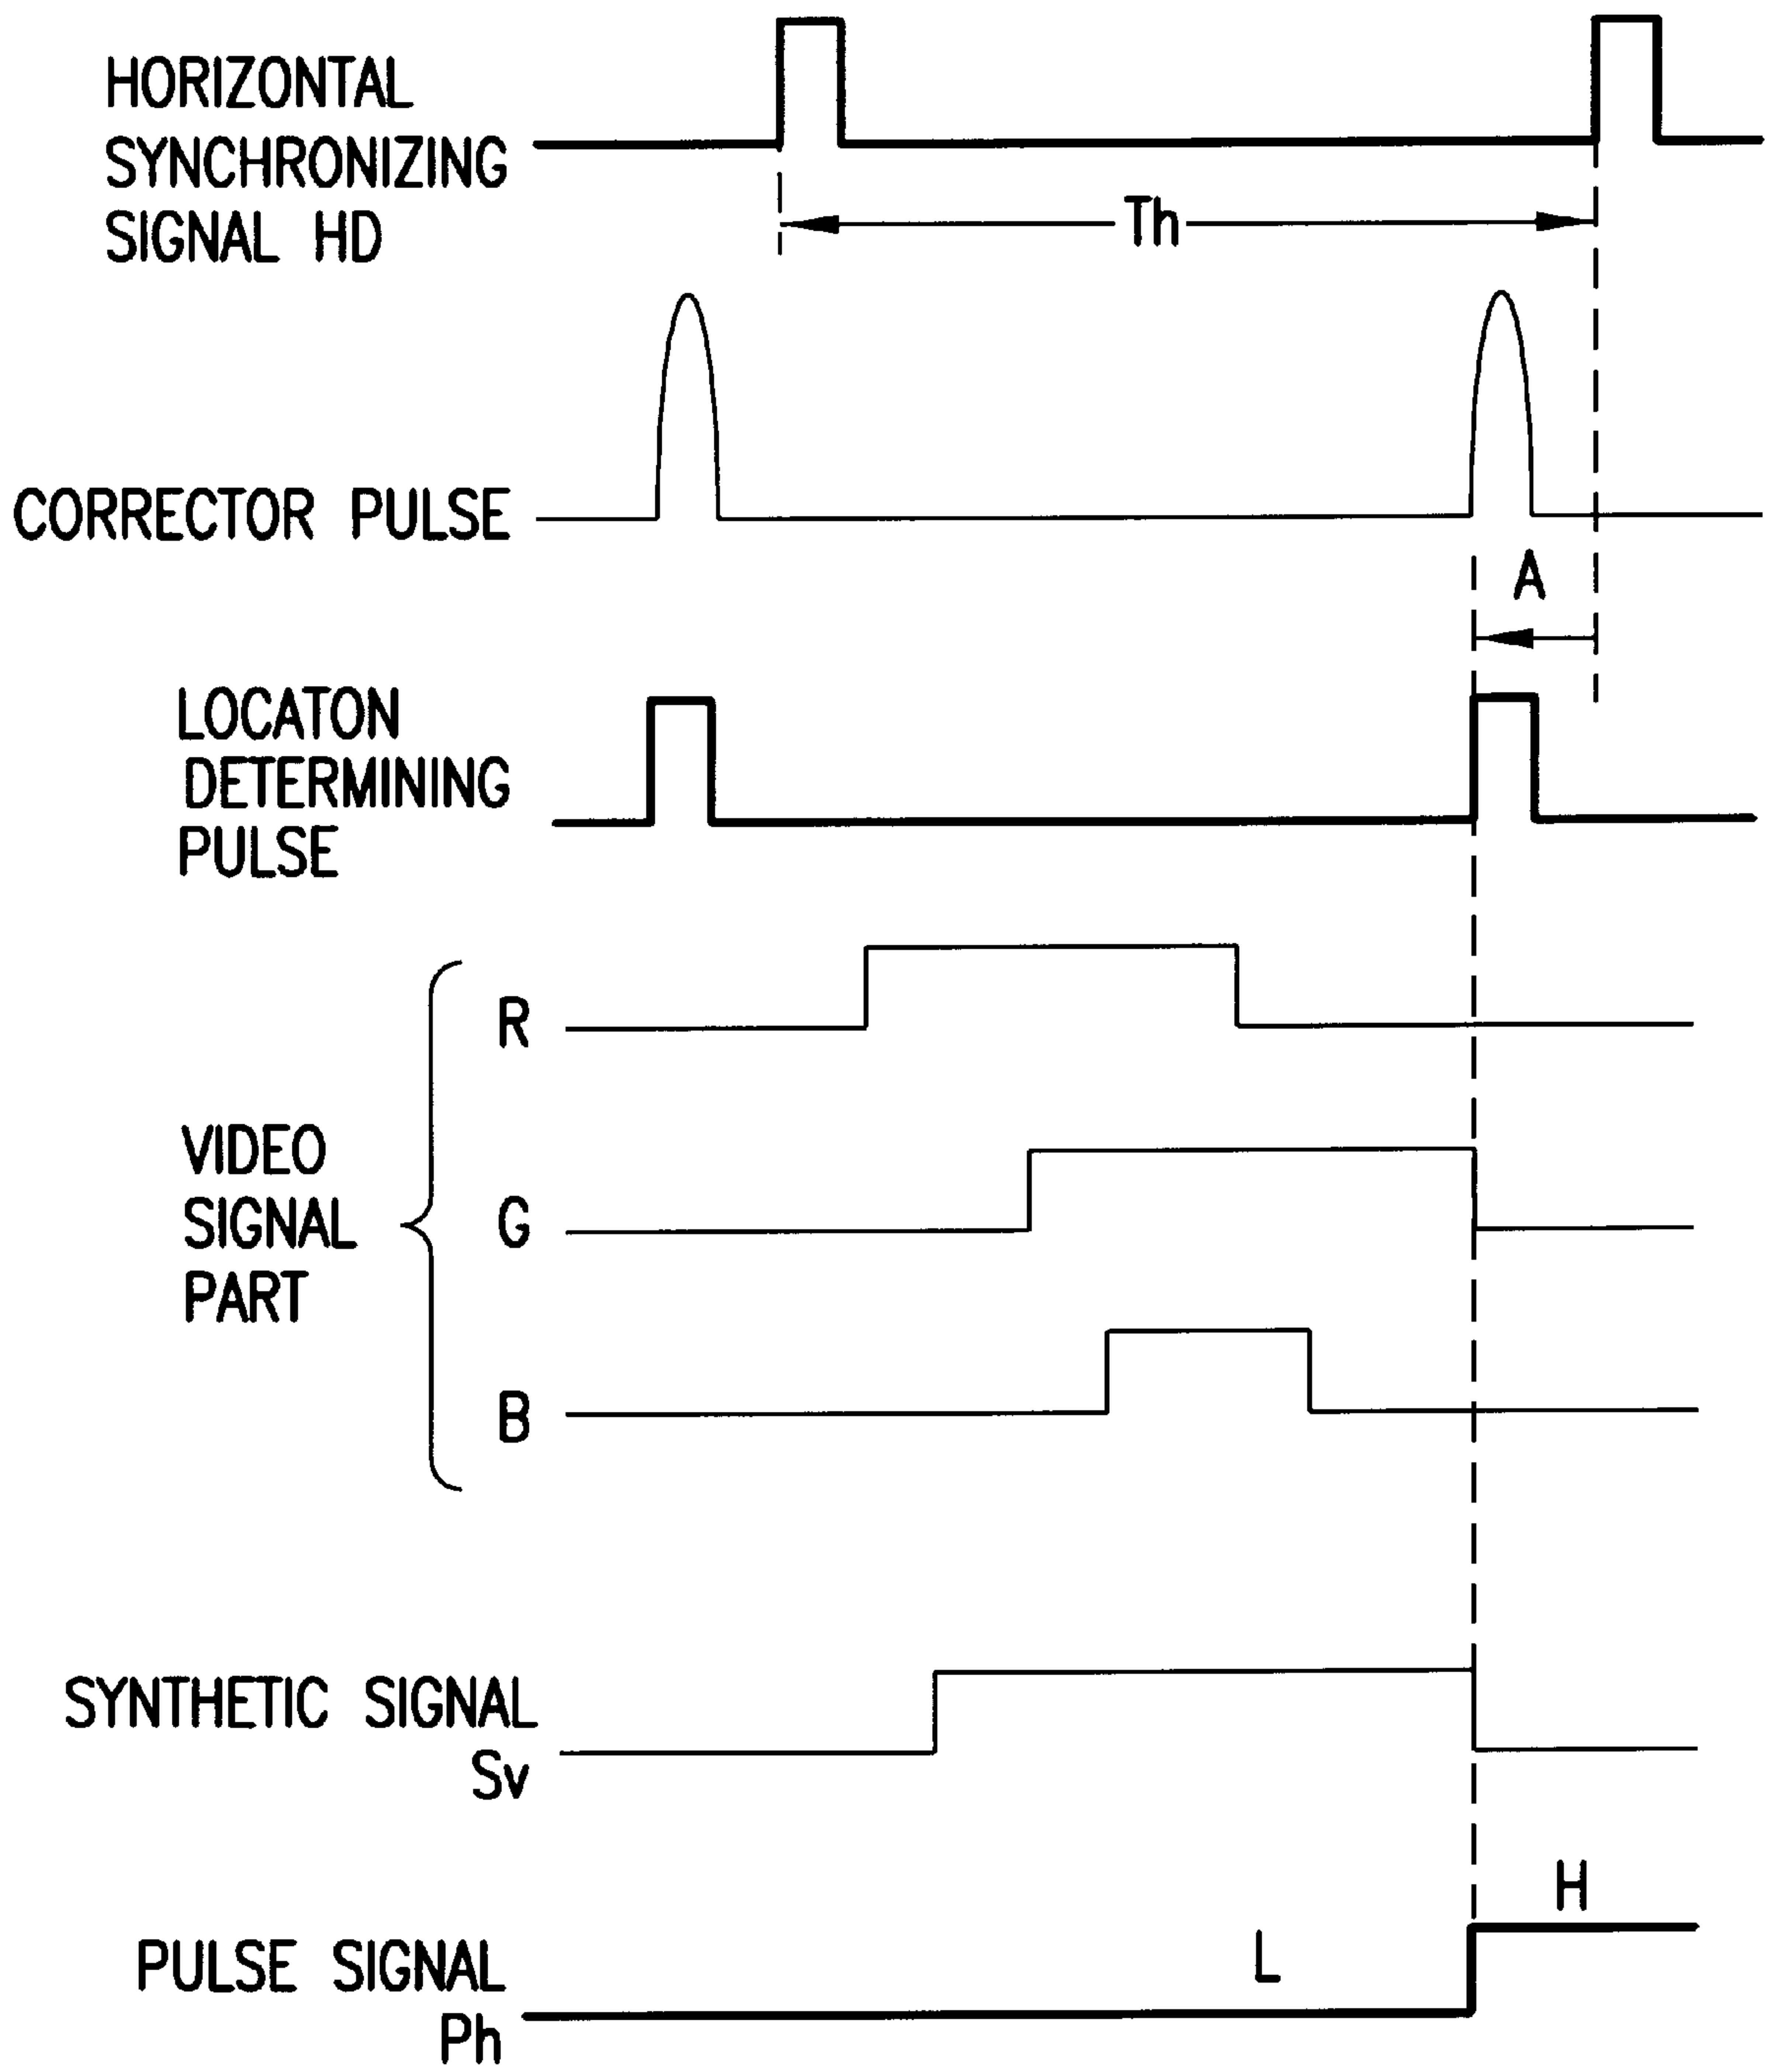 HORIZONTAL
SYNCHRONIZING
SIGNAL HD
Th
CORRECTOR PULSE
A
LOCATON
DETERMINING
PULSE
R
VIDEO
SIGNAL
PART
G
B
SYNTHETIC SIGNAL
Sv
H
L
PULSE SIGNAL
Ph